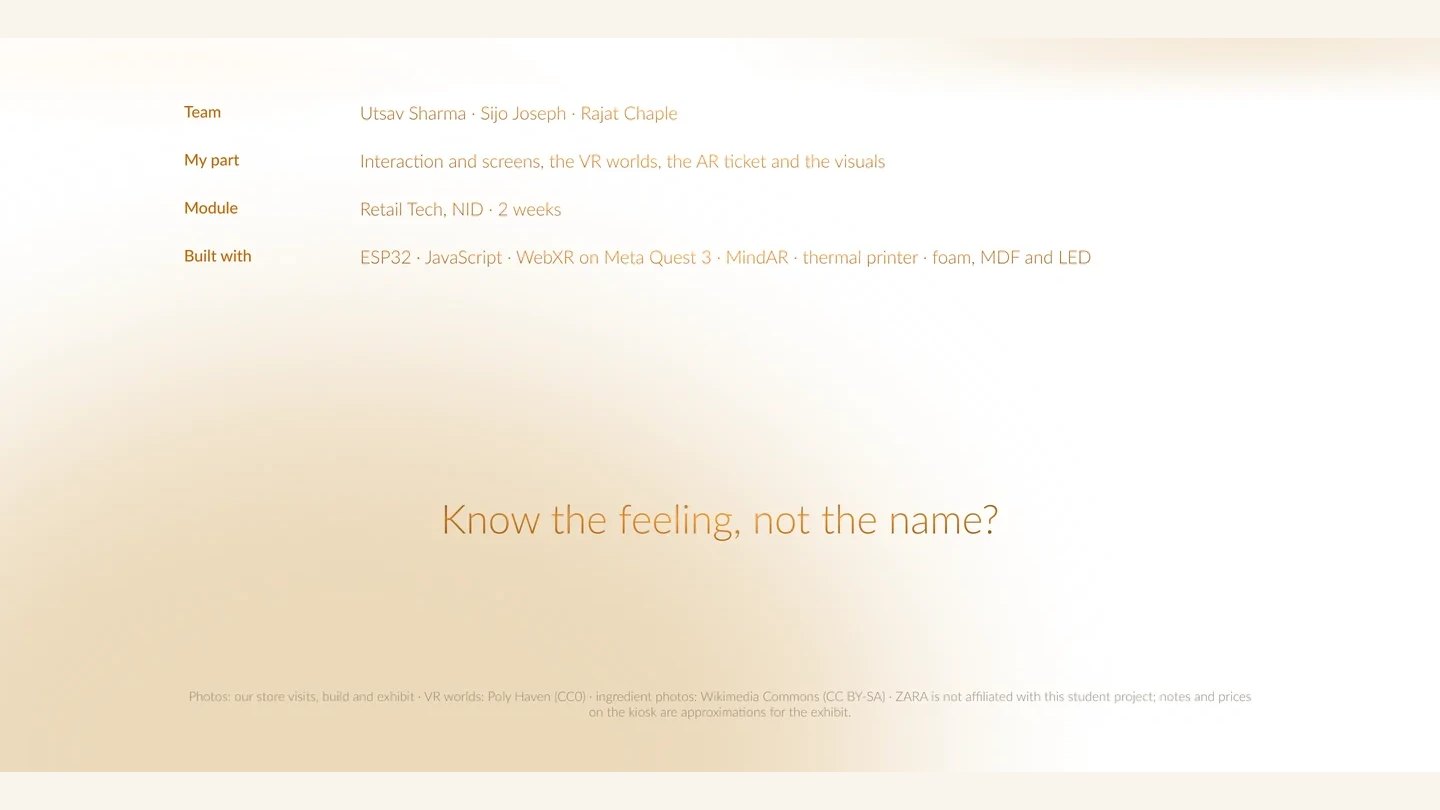 Team
Utsav Sharma · Sijo Joseph · Rajat Chaple
My part
Interaction and screens, the VR worlds, the AR ticket and the visuals
Module
Retail Tech, NID · 2 weeks
Built with
ESP32 · JavaScript · WebXR on Meta Quest 3 · MindAR · thermal printer · foam, MDF and LED
Know the feeling, not the name?
Photos: our store visits, build and exhibit · VR worlds: Poly Haven (CC0) · ingredient photos: Wikimedia Commons (CC BY-SA) · ZARA is not affiliated with this student project; notes and prices
on the kiosk are approximations for the exhibit.